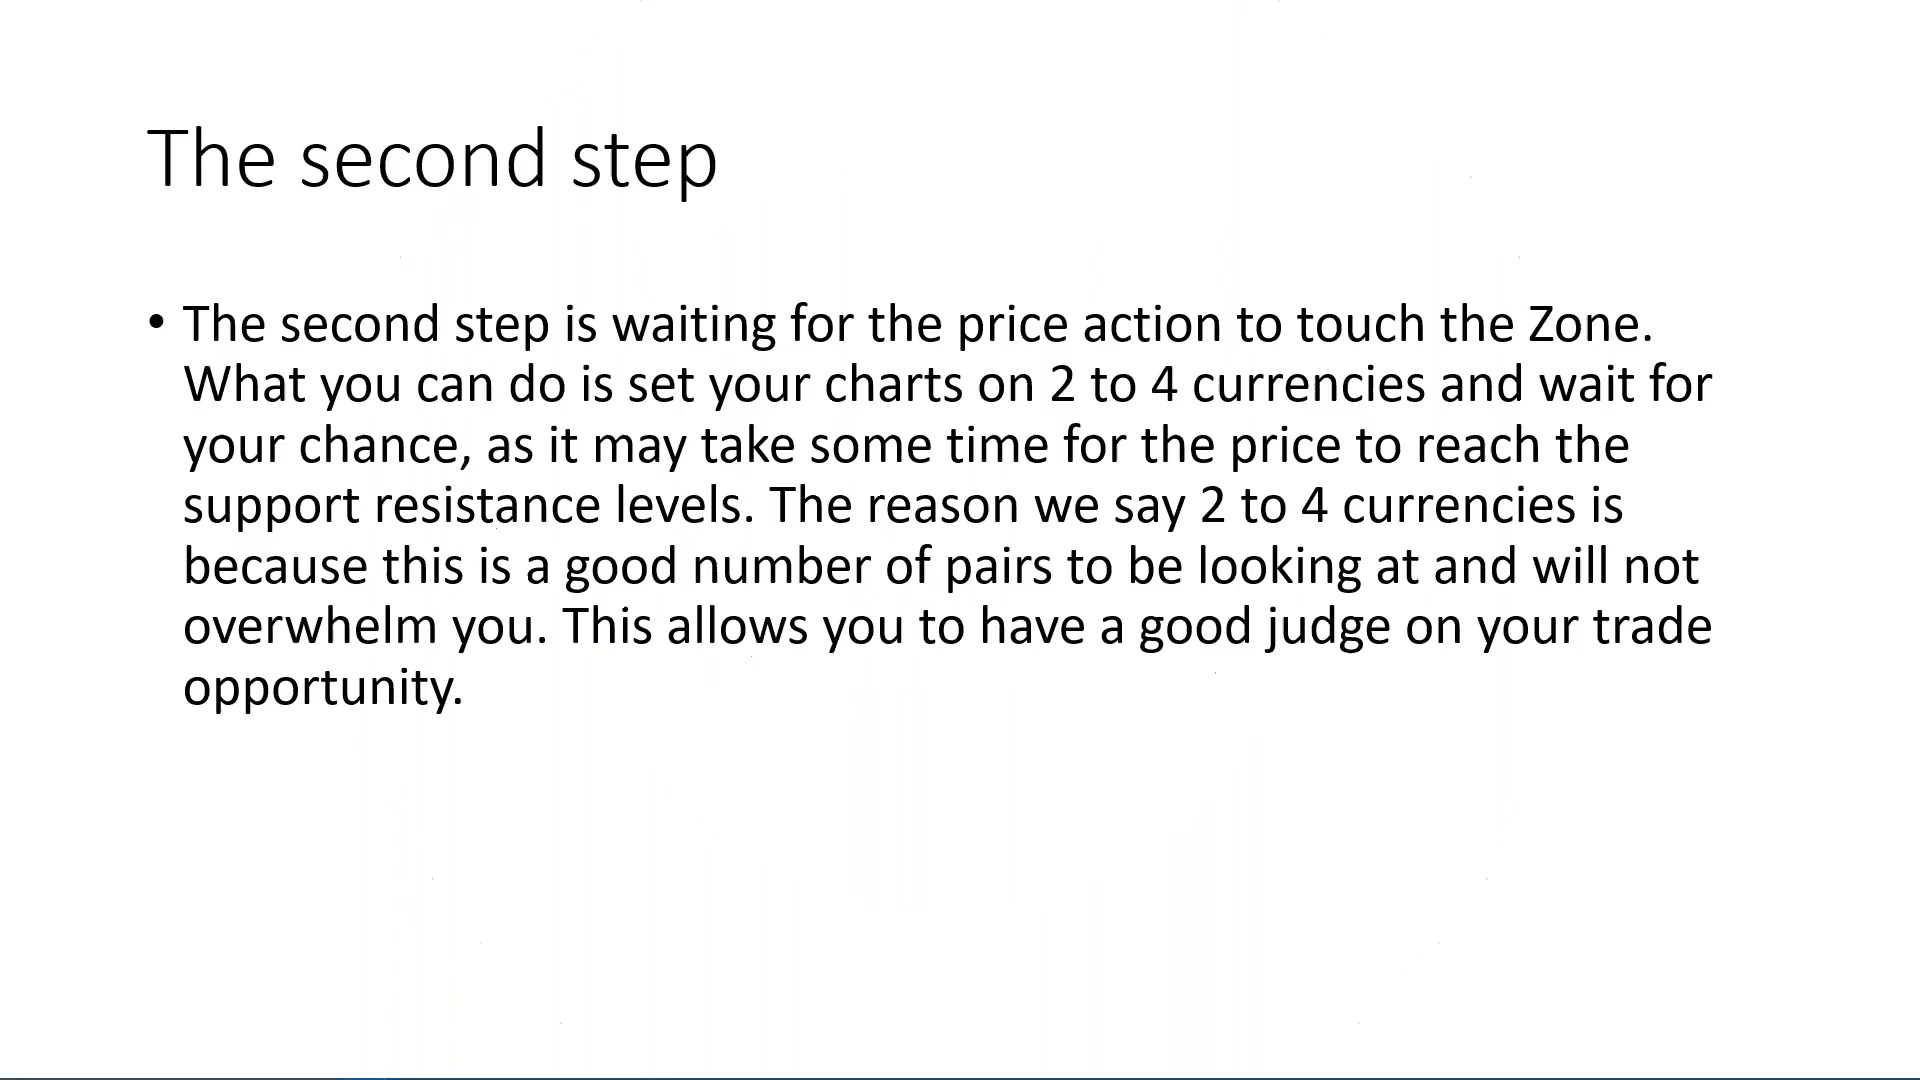 The second step
• The second step is waiting for the price action to touch the Zone.
What you can do is set your charts on 2 to 4 currencies and wait for
your chance, as it may take some time for the price to reach the
support resistance levels. The reason we say 2 to 4 currencies is
because this is a good number of pairs to be looking at and will not
overwhelm you. This allows you to have a good judge on your trade
opportunity.